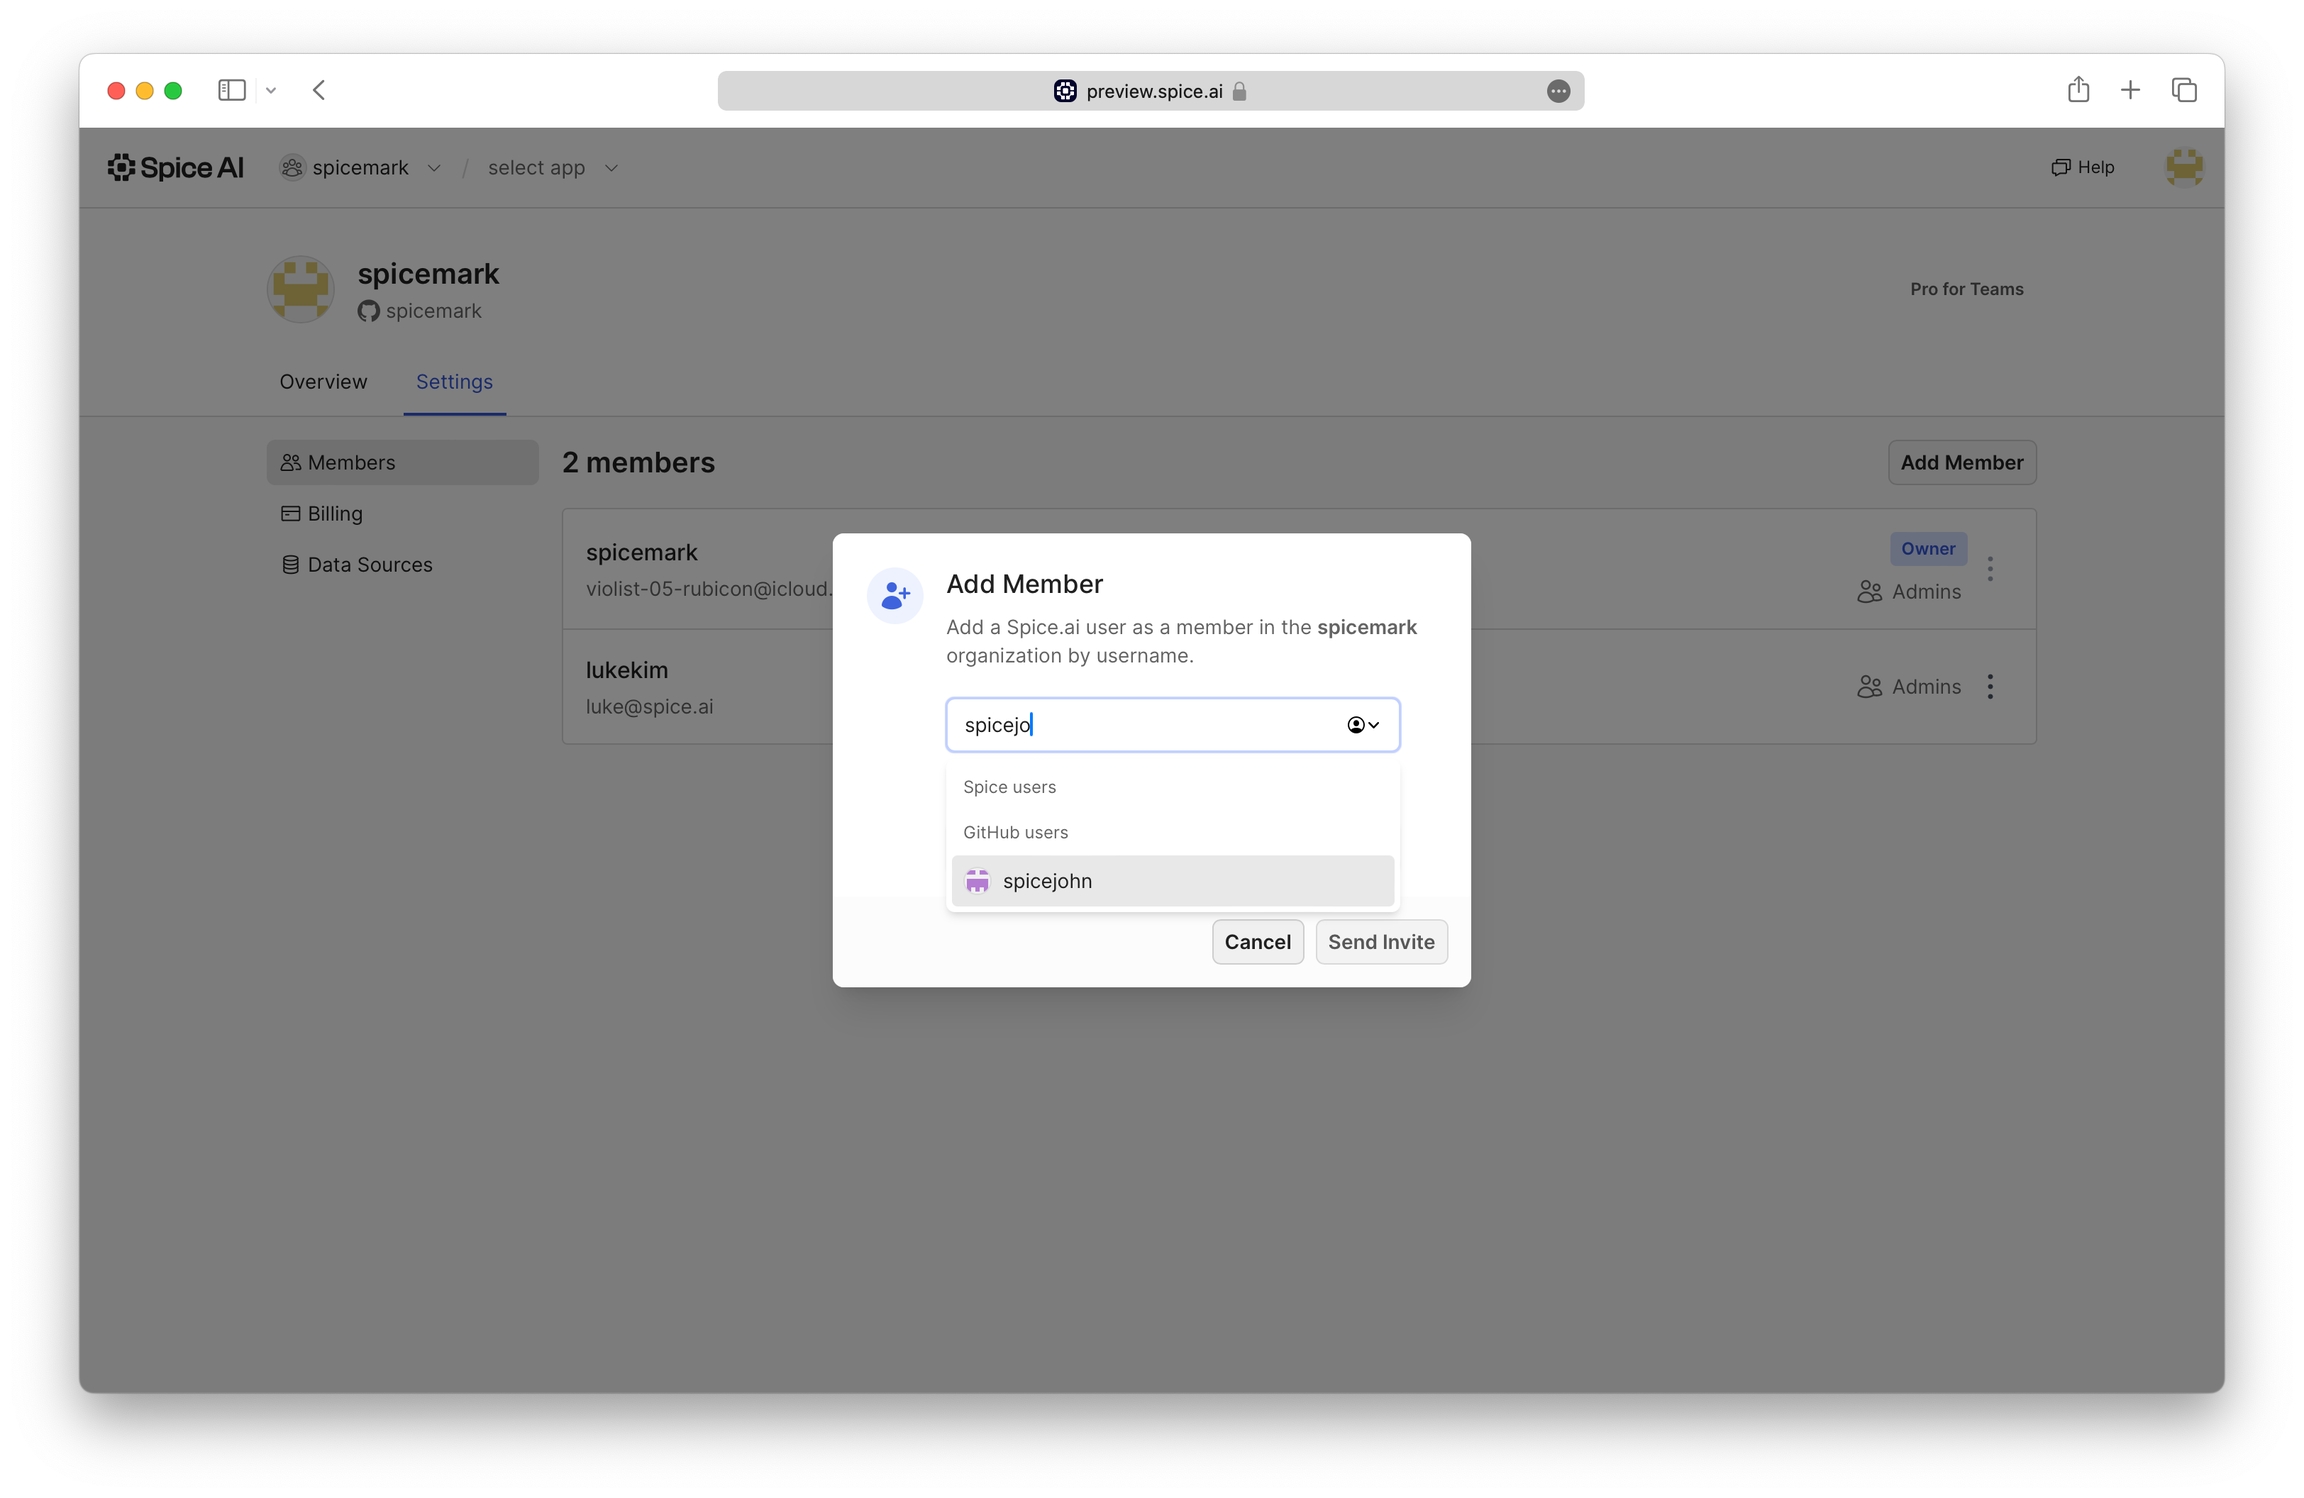 preview.spice.ai
Spice AI
spicemark
/
select app
Help
spicemark
spicemark
Pro for Teams
Overview
Settings
Members
Billing
Data Sources
2 members
Add Member
spicemark
violist-05-rubicon@icloud.
Owner
Admins
lukekim
luke@spice.ai
Admins
Add Member
Add a Spice.ai user as a member in the spicemark
organization by username.
spicejo
Spice users
GitHub users
spicejohn
Cancel
Send Invite